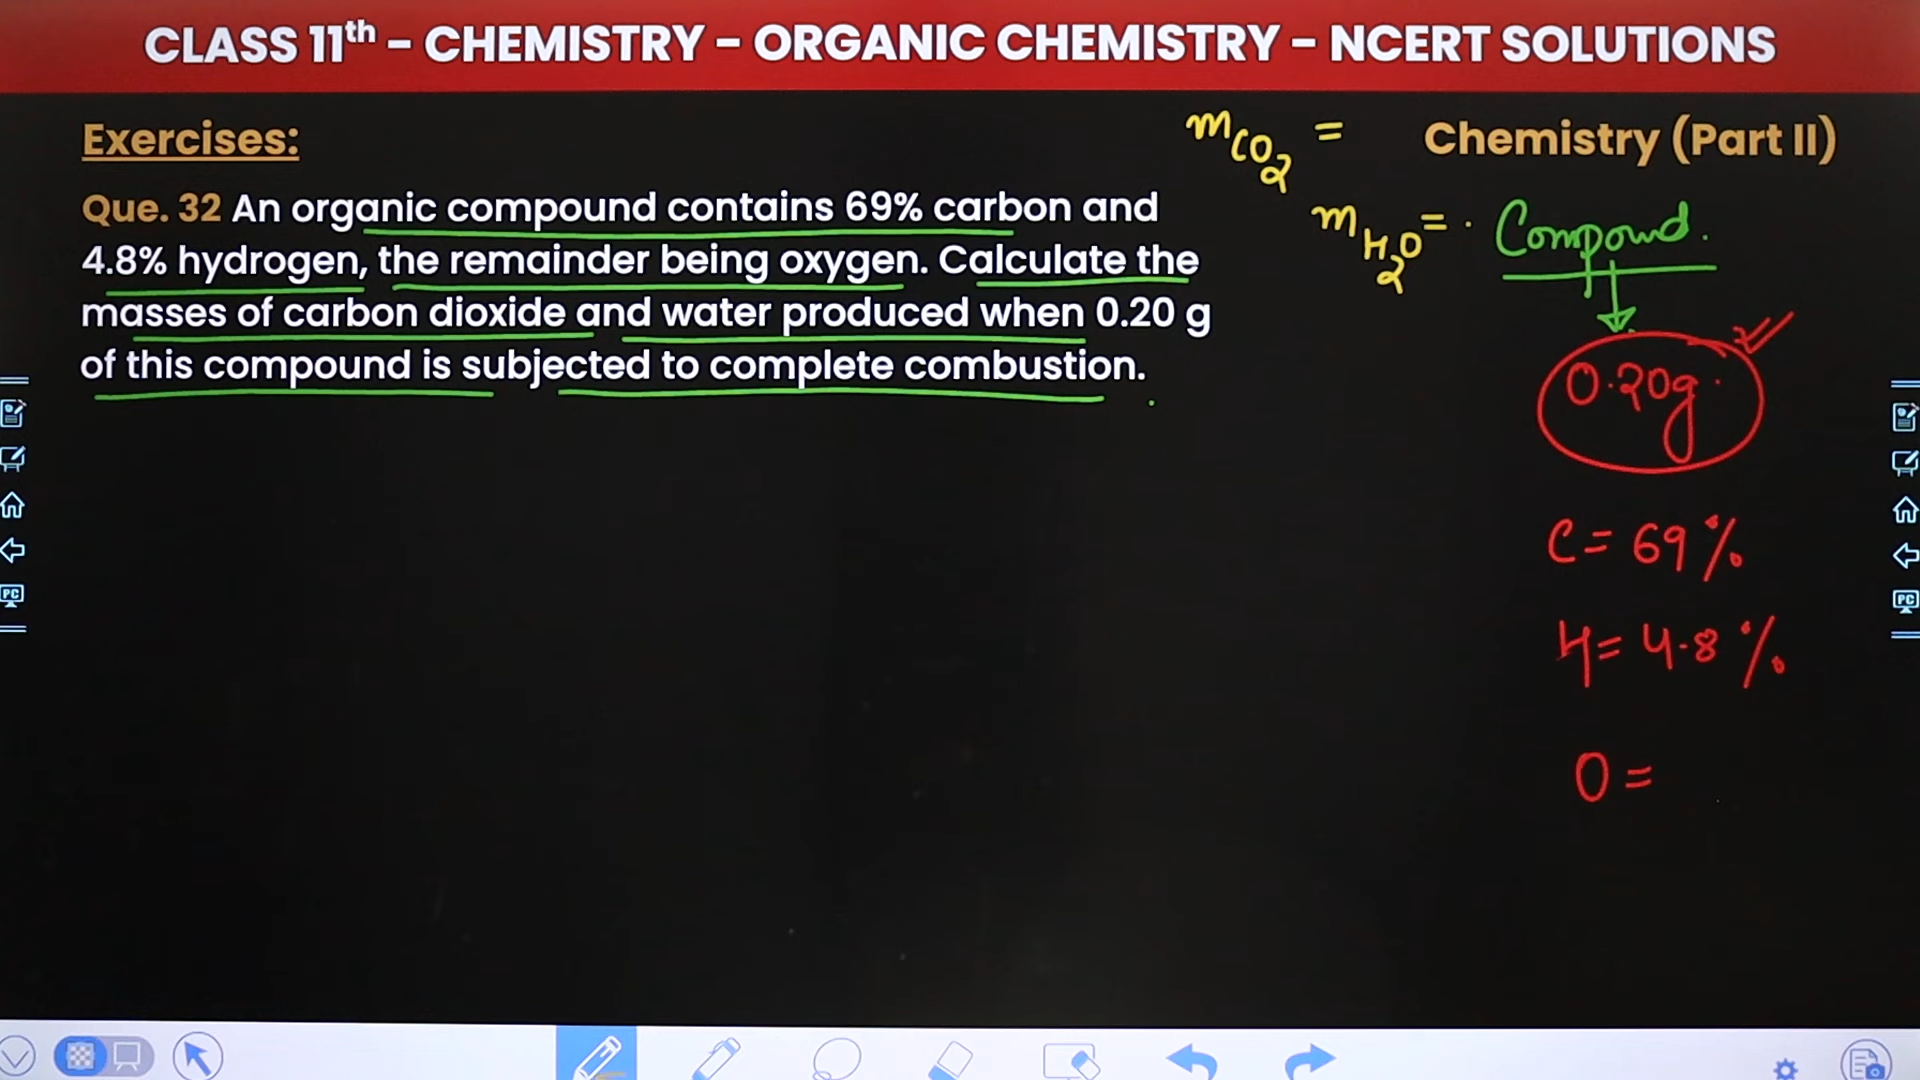 CLASS 11th – CHEMISTRY – ORGANIC CHEMISTRY – NCERT SOLUTIONS
Exercises:
Chemistry (Part II)
Que. 32 An organic compound contains 69% carbon and
4.8% hydrogen, the remainder being oxygen. Calculate the
masses of carbon dioxide and water produced when 0.20 g
of this compound is subjected to complete combustion.
mCO2 =
mH2O = .
Compound.
0.20g.
C = 69%
H = 4.8%
O =
PC
PC